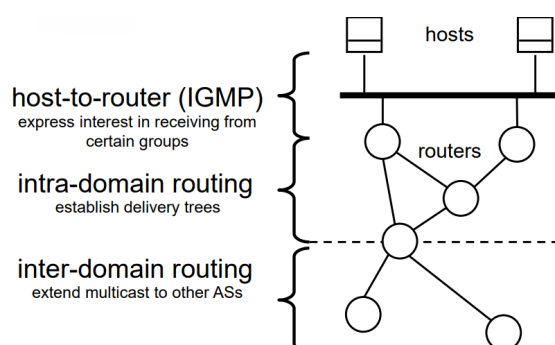 hosts
host-to-router (IGMP)
express interest in receiving from
certain groups
routers
intra-domain routing
establish delivery trees
inter-domain routing
extend multicast to other ASs